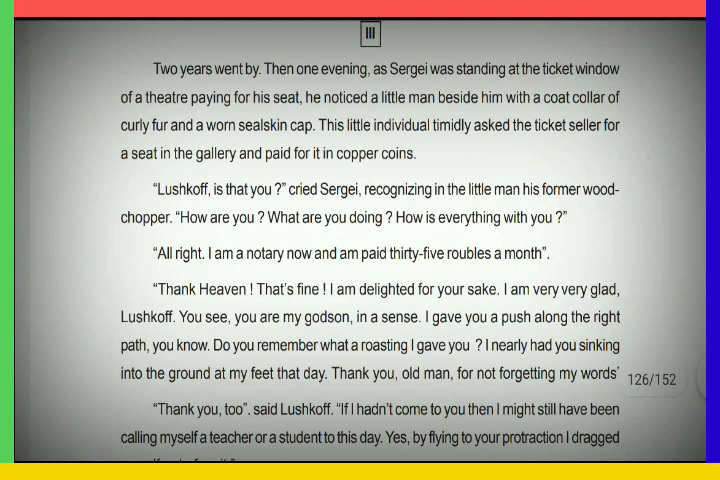 III
Two years went by. Then one evening, as Sergei was standing at the ticket window
of a theatre paying for his seat, he noticed a little man beside him with a coat collar of
curly fur and a worn sealskin cap. This little individual timidly asked the ticket seller for
a seat in the gallery and paid for it in copper coins.
“Lushkoff, is that you ?” cried Sergei, recognizing in the little man his former wood-
chopper. “How are you ? What are you doing ? How is everything with you ?”
“All right. I am a notary now and am paid thirty-five roubles a month”.
“Thank Heaven ! That’s fine ! I am delighted for your sake. I am very very glad,
Lushkoff. You see, you are my godson, in a sense. I gave you a push along the right
path, you know. Do you remember what a roasting I gave you ? I nearly had you sinking
into the ground at my feet that day. Thank you, old man, for not forgetting my words’
126/152
“Thank you, too”. said Lushkoff. “If I hadn’t come to you then I might still have been
calling myself a teacher or a student to this day. Yes, by flying to your protraction I dragged